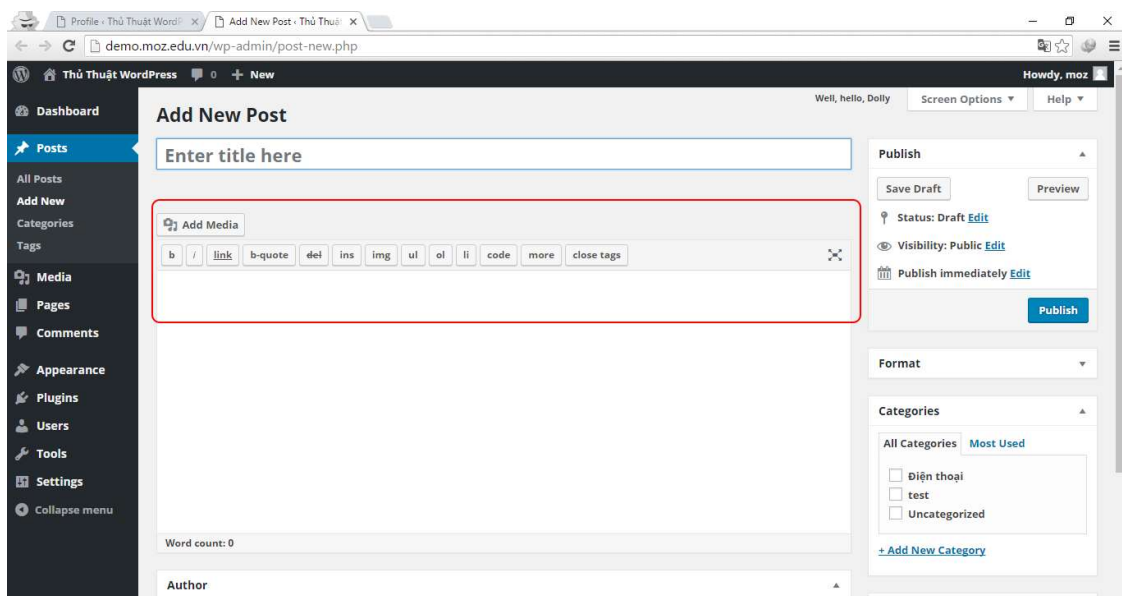 Profile ‹ Thủ Thuật WordP
Add New Post ‹ Thủ Thuậ
demo.moz.edu.vn/wp-admin/post-new.php
Thủ Thuật WordPress 0 + New Howdy, moz
Dashboard
Posts
All Posts
Add New
Categories
Tags
Media
Pages
Comments
Appearance
Plugins
Users
Tools
Settings
Collapse menu
Well, hello, Dolly
Screen Options ▼
Help ▼
Add New Post
Enter title here
Add Media
b i link b-quote del ins img ul ol li code more close tags
Word count: 0
Author
Publish
Save Draft Preview
Status: Draft Edit
Visibility: Public Edit
Publish immediately Edit
Publish
Format
Categories
All Categories Most Used
Điện thoại
test
Uncategorized
+ Add New Category